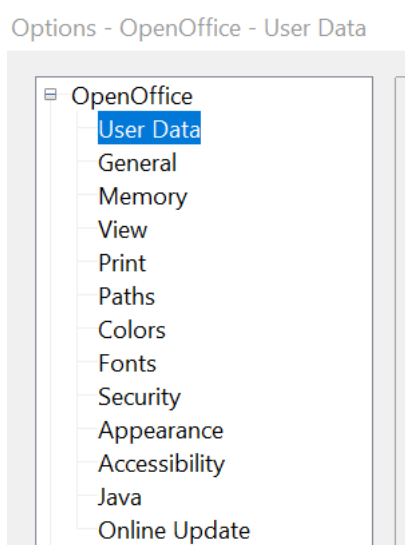 Options - OpenOffice - User Data
OpenOffice
User Data
General
Memory
View
Print
Paths
Colors
Fonts
Security
Appearance
Accessibility
Java
Online Update